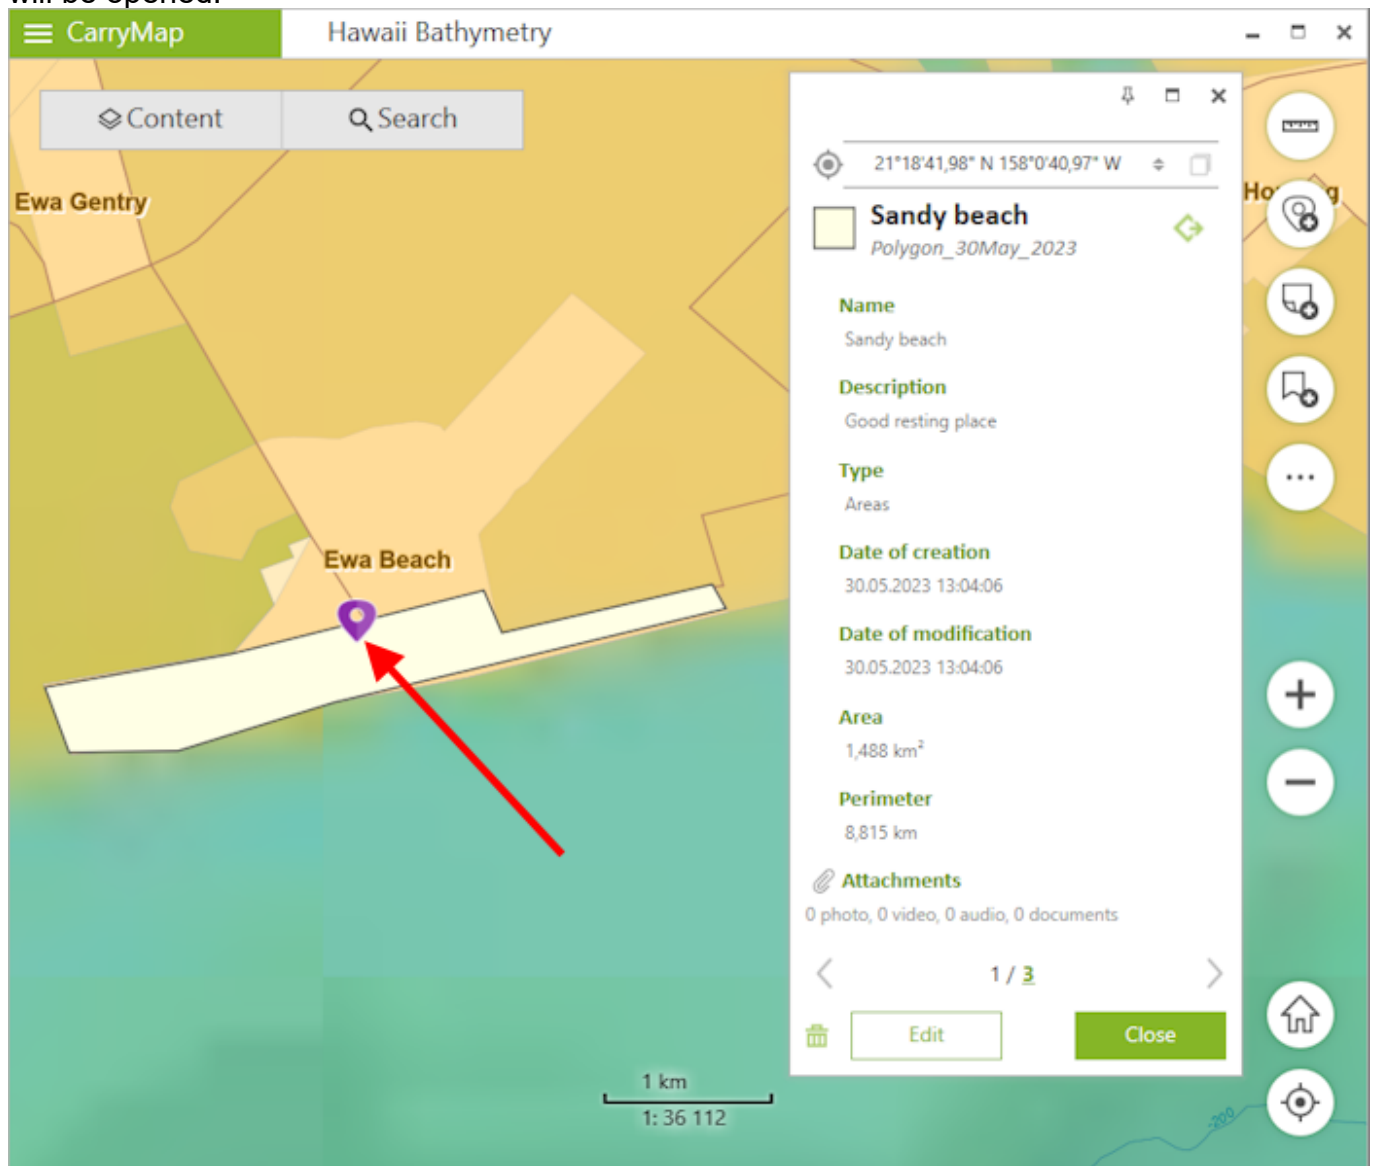 will be opened.
CarryMap
Hawaii Bathymetry
Content
Search
21°18'41,98" N 158°0'40,97" W
Sandy beach
Polygon_30May_2023
Name
Sandy beach
Description
Good resting place
Type
Areas
Date of creation
30.05.2023 13:04:06
Date of modification
30.05.2023 13:04:06
Area
1,488 km²
Perimeter
8,815 km
Attachments
0 photo, 0 video, 0 audio, 0 documents
1 / 3
Edit
Close
Ewa Gentry
Ewa Beach
1 km
1: 36 112
-200